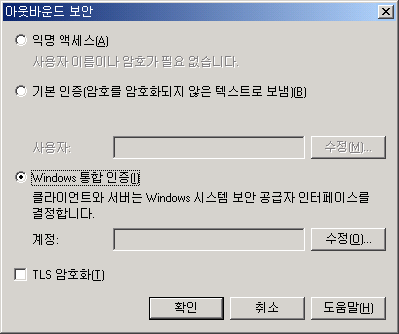 아웃바운드 보안
익명 액세스(A)
사용자 이름이나 암호가 필요 없습니다.
기본 인증(암호를 암호화되지 않은 텍스트로 보냄)(B)
사용자: 수정(M)...
Windows 통합 인증(I)
클라이언트와 서버는 Windows 시스템 보안 공급자 인터페이스를
결정합니다.
계정: 수정(O)...
TLS 암호화(T)
확인 취소 도움말(H)